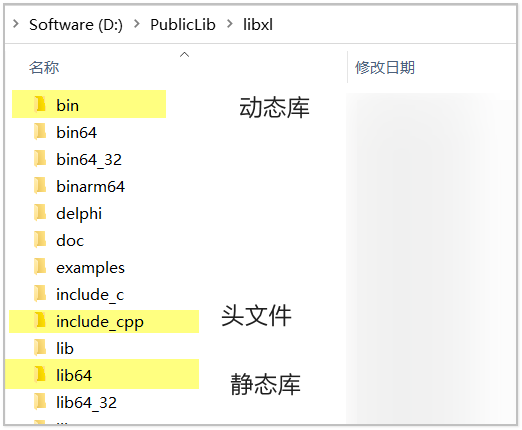 Software (D:) > PublicLib > libxl
名称 修改日期
bin 动态库
bin64
bin64_32
binarm64
delphi
doc
examples
include_c
include_cpp 头文件
lib
lib64 静态库
lib64_32